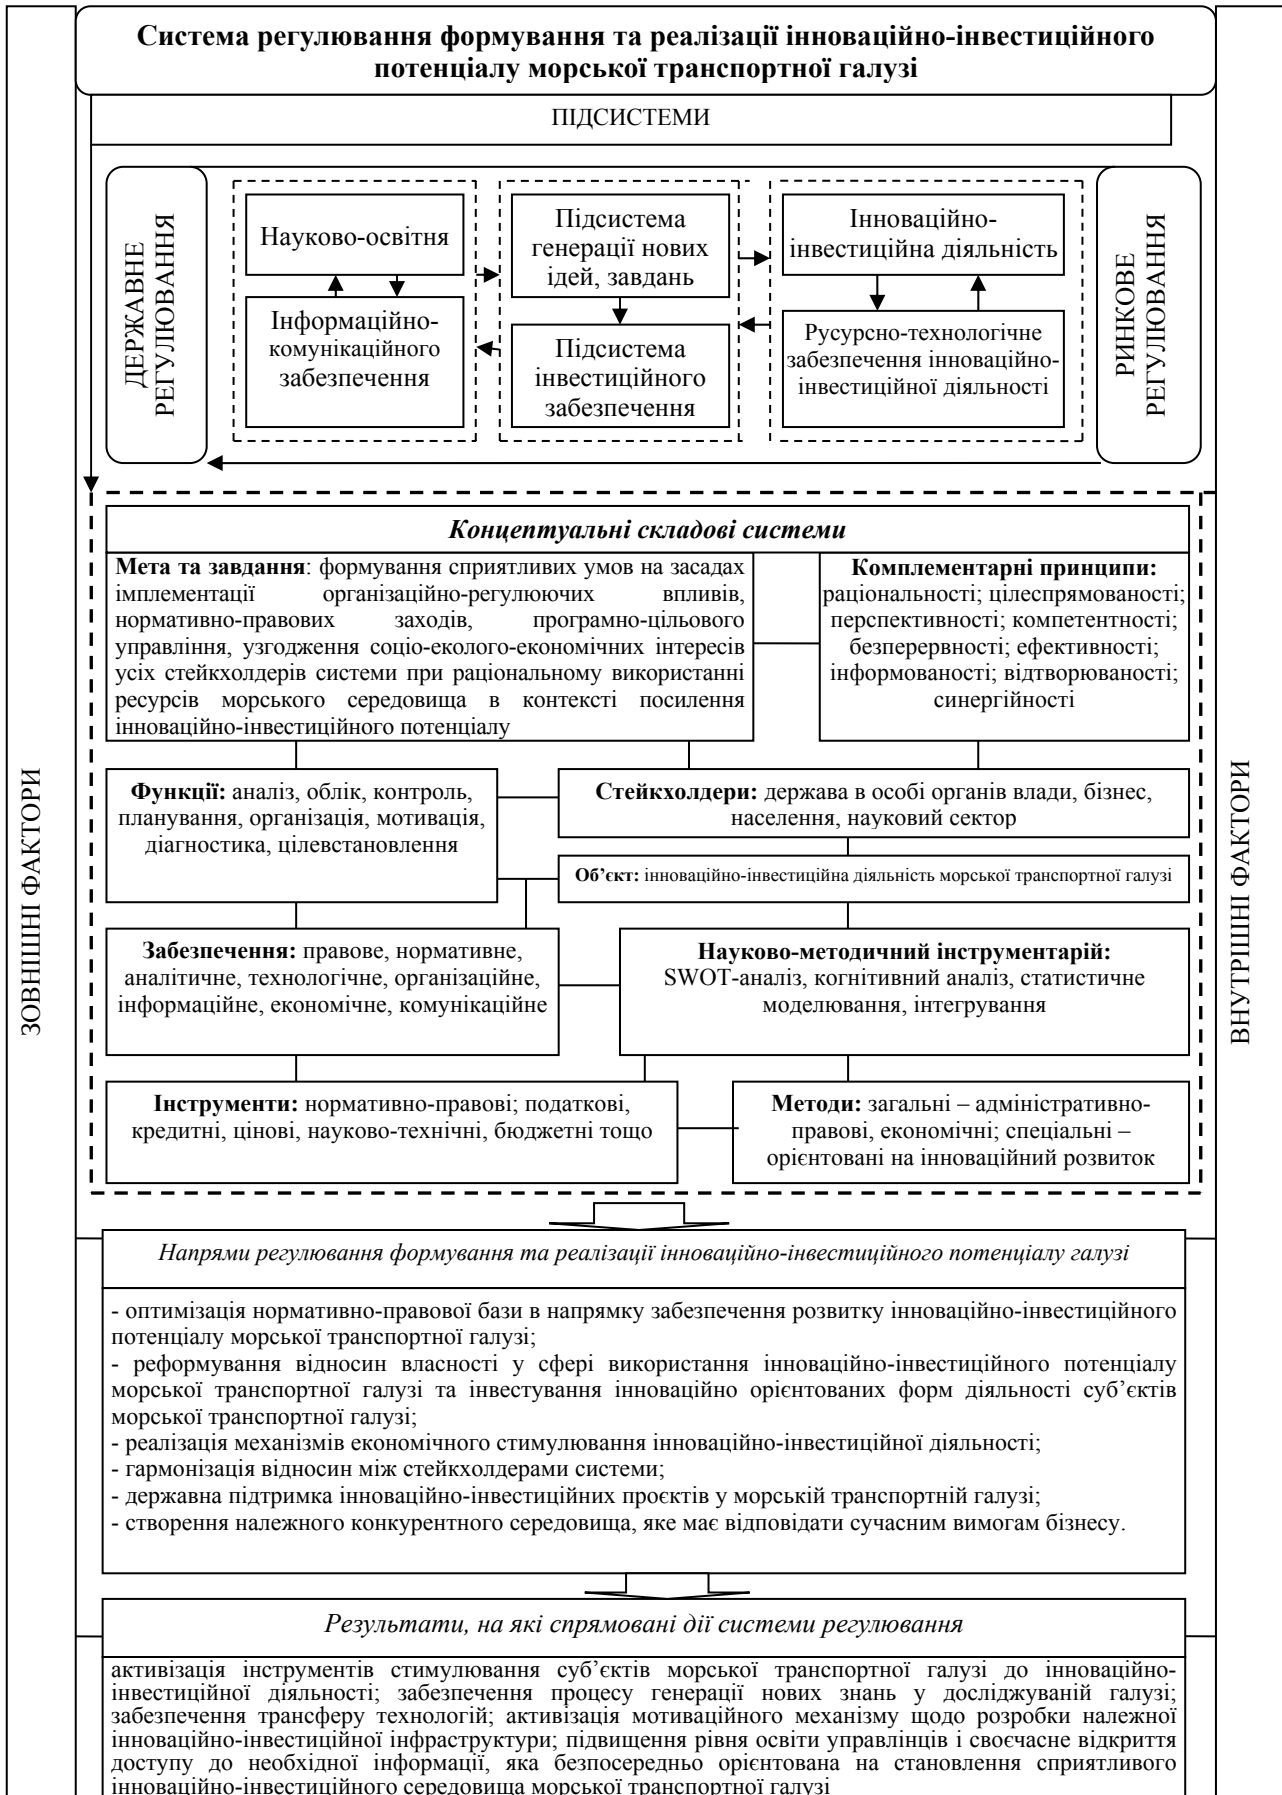 Система регулювання формування та реалізації інноваційно-інвестиційного
потенціалу морської транспортної галузі
ПІДСИСТЕМИ
ДЕРЖАВНЕ
РЕГУЛЮВАННЯ
Науково-освітня
Інформаційно-
комунікаційного
забезпечення
Підсистема
генерації нових
ідей, завдань
Підсистема
інвестиційного
забезпечення
Інноваційно-
інвестиційна діяльність
Русурсно-технологічне
забезпечення інноваційно-
інвестиційної діяльності
РИНКОВЕ
РЕГУЛЮВАННЯ
ЗОВНІШНІ ФАКТОРИ
ВНУТРІШНІ ФАКТОРИ
Концептуальні складові системи
Мета та завдання: формування сприятливих умов на засадах
імплементації організаційно-регулюючих впливів,
нормативно-правових заходів, програмно-цільового
управління, узгодження соціо-еколого-економічних інтересів
усіх стейкхолдерів системи при раціональному використанні
ресурсів морського середовища в контексті посилення
інноваційно-інвестиційного потенціалу
Комплементарні принципи:
раціональності; цілеспрямованості;
перспективності; компетентності;
безперервності; ефективності;
інформованості; відтворюваності;
синергійності
Функції: аналіз, облік, контроль,
планування, організація, мотивація,
діагностика, цілевстановлення
Стейкхолдери: держава в особі органів влади, бізнес,
населення, науковий сектор
Об’єкт: інноваційно-інвестиційна діяльність морської транспортної галузі
Забезпечення: правове, нормативне,
аналітичне, технологічне, організаційне,
інформаційне, економічне, комунікаційне
Науково-методичний інструментарій:
SWOT-аналіз, когнітивний аналіз, статистичне
моделювання, інтегрування
Інструменти: нормативно-правові; податкові,
кредитні, цінові, науково-технічні, бюджетні тощо
Методи: загальні – адміністративно-
правові, економічні; спеціальні –
орієнтовані на інноваційний розвиток
Напрями регулювання формування та реалізації інноваційно-інвестиційного потенціалу галузі
- оптимізація нормативно-правової бази в напрямку забезпечення розвитку інноваційно-інвестиційного
потенціалу морської транспортної галузі;
- реформування відносин власності у сфері використання інноваційно-інвестиційного потенціалу
морської транспортної галузі та інвестування інноваційно орієнтованих форм діяльності суб’єктів
морської транспортної галузі;
- реалізація механізмів економічного стимулювання інноваційно-інвестиційної діяльності;
- гармонізація відносин між стейкхолдерами системи;
- державна підтримка інноваційно-інвестиційних проєктів у морській транспортній галузі;
- створення належного конкурентного середовища, яке має відповідати сучасним вимогам бізнесу.
Результати, на які спрямовані дії системи регулювання
активізація інструментів стимулювання суб’єктів морської транспортної галузі до інноваційно-
інвестиційної діяльності; забезпечення процесу генерації нових знань у досліджуваній галузі;
забезпечення трансферу технологій; активізація мотиваційного механізму щодо розробки належної
інноваційно-інвестиційної інфраструктури; підвищення рівня освіти управлінців і своєчасне відкриття
доступу до необхідної інформації, яка безпосередньо орієнтована на становлення сприятливого
інноваційно-інвестиційного середовища морської транспортної галузі